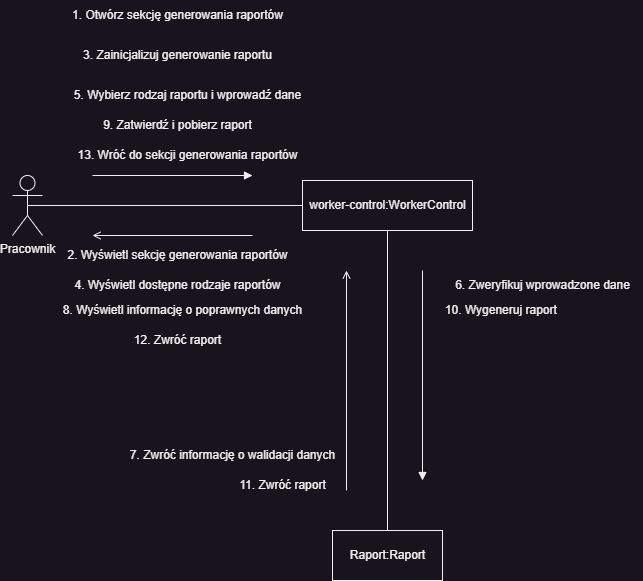 1. Otwórz sekcję generowania raportów
3. Zainicjalizuj generowanie raportu
5. Wybierz rodzaj raportu i wprowadź dane
9. Zatwierdź i pobierz raport
13. Wróć do sekcji generowania raportów
worker-control:WorkerControl
Pracownik
2. Wyświetl sekcję generowania raportów
4. Wyświetl dostępne rodzaje raportów
8. Wyświetl informację o poprawnych danych
12. Zwróć raport
6. Zweryfikuj wprowadzone dane
10. Wygeneruj raport
7. Zwróć informację o walidacji danych
11. Zwróć raport
Raport:Raport